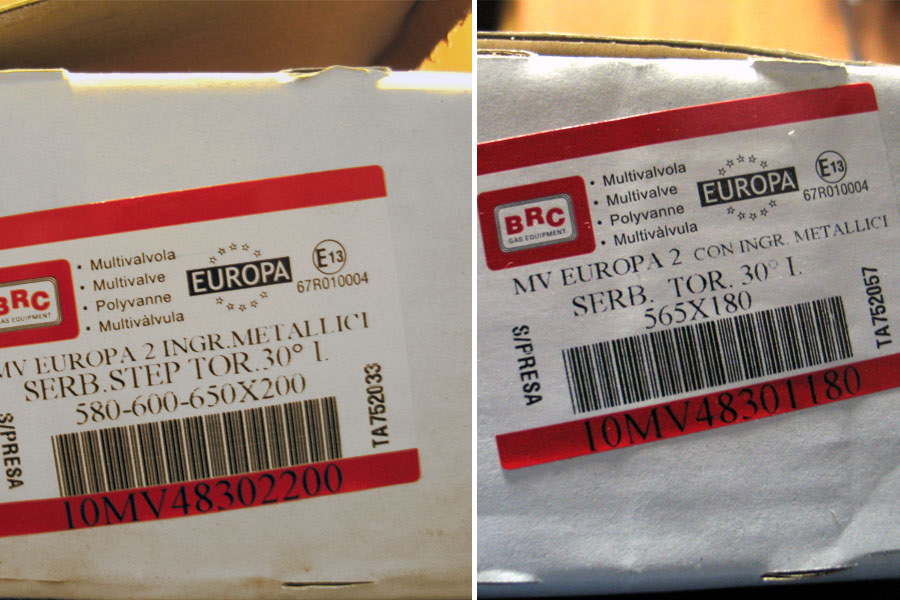 • Multivalvola
• Multivalve
• Polyvanne
• Multivàlvula
EUROPA
E13
67R010004
BRC
GAS EQUIPMENT
MV EUROPA 2 INGR.METALLICI
SERB.STEP TOR.30° I.
580-600-650X200
S/PRESA
TA752033
10MV48302200
• Multivalvola
• Multivalve
• Polyvanne
• Multivàlvula
EUROPA
E13
67R010004
BRC
GAS EQUIPMENT
MV EUROPA 2 CON INGR. METALLICI
SERB. TOR. 30° I.
565X180
S/PRESA
TA752057
10MV48301180